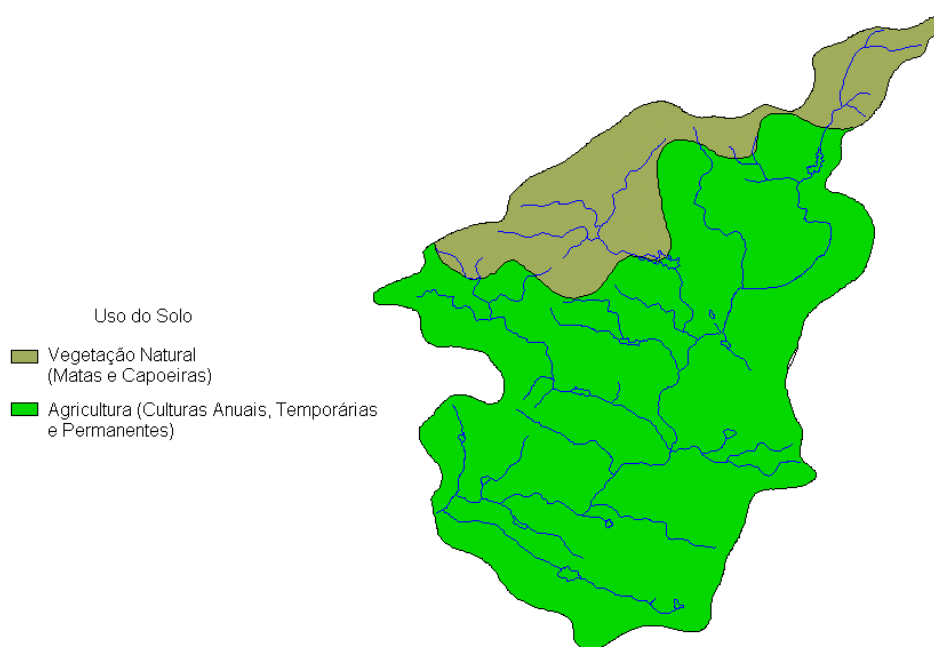 Uso do Solo
Vegetação Natural
(Matas e Capoeiras)
Agricultura (Culturas Anuais, Temporárias
e Permanentes)